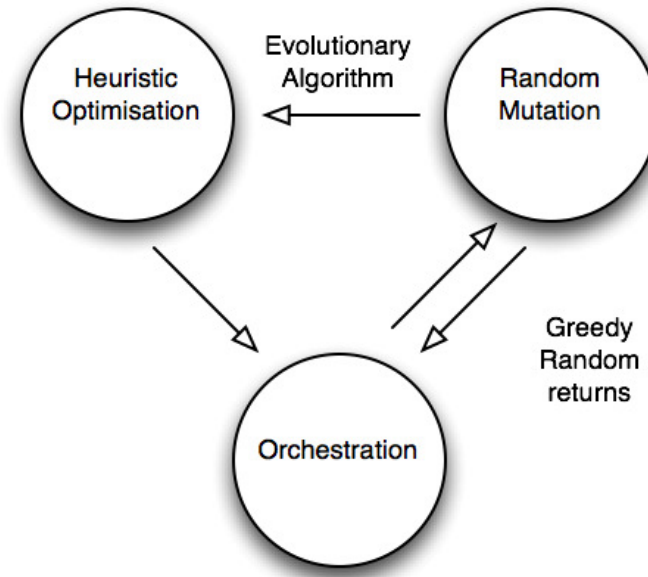 Heuristic
Optimisation
Evolutionary
Algorithm
Random
Mutation
Greedy
Random
returns
Orchestration